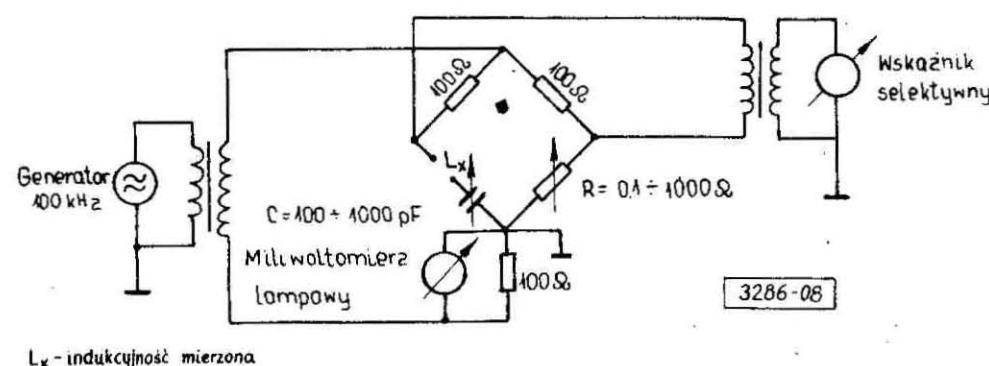 100Ω
100Ω
Wskaźnik
selektywny
Lx
Generator
100 kHz
R = 0,1 ÷ 1000Ω
C = 100 ÷ 1000 pF
Miliwoltomierz
lampowy
100Ω
3286-08
Lx - indukcyjność mierzona